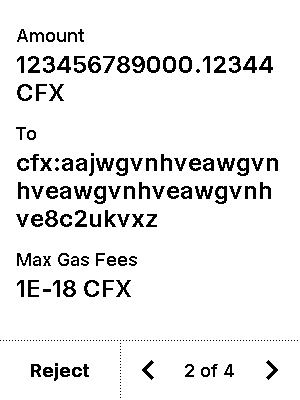 Amount
123456789000.12344
CFX
To
cfx:aajwgvnhveawgvn
hveawgvnhveawgvnh
ve8c2ukvxz
Max Gas Fees
1E-18 CFX
Reject
2 of 4